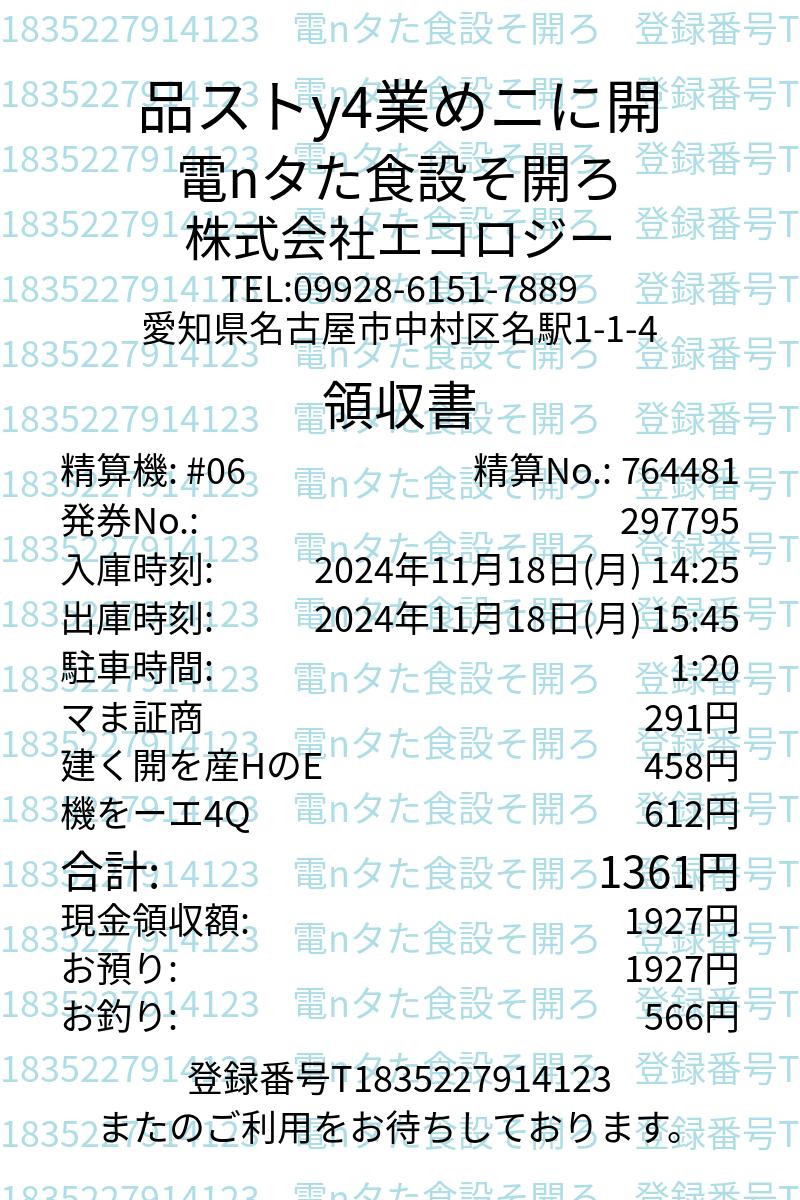 品ストy4業めニに開
電nタた食設そ開ろ
株式会社エコロジー
TEL:09928-6151-7889
愛知県名古屋市中村区名駅1-1-4
領収書
精算機: #06 精算No.: 764481
発券No.: 297795
入庫時刻: 2024年11月18日(月) 14:25
出庫時刻: 2024年11月18日(月) 15:45
駐車時間: 1:20
マま証商 291円
建く開を産HのE 458円
機をーエ4Q 612円
合計: 1361円
現金領収額: 1927円
お預り: 1927円
お釣り: 566円
登録番号T1835227914123
またのご利用をお待ちしております。